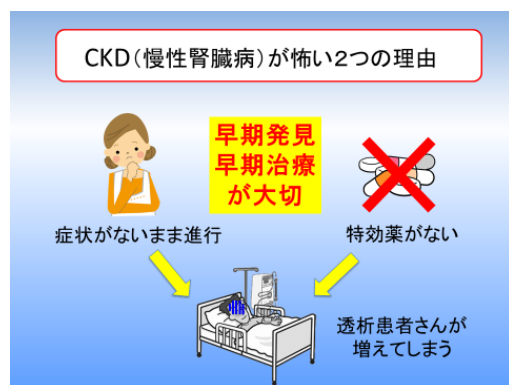 CKD(慢性腎臓病)が怖い2つの理由
早期発見
早期治療
が大切
症状がないまま進行
特効薬がない
透析患者さんが
増えてしまう